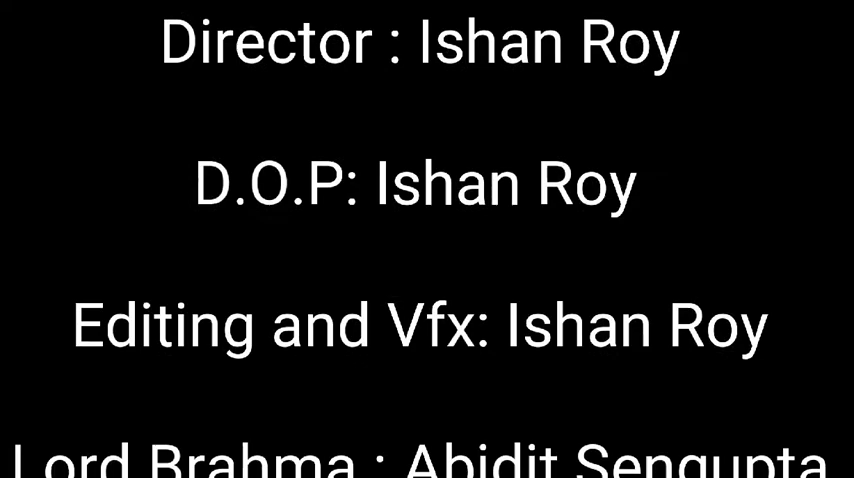 Director : Ishan Roy
D.O.P: Ishan Roy
Editing and Vfx: Ishan Roy
Lord Brahma : Abidit Sengupta